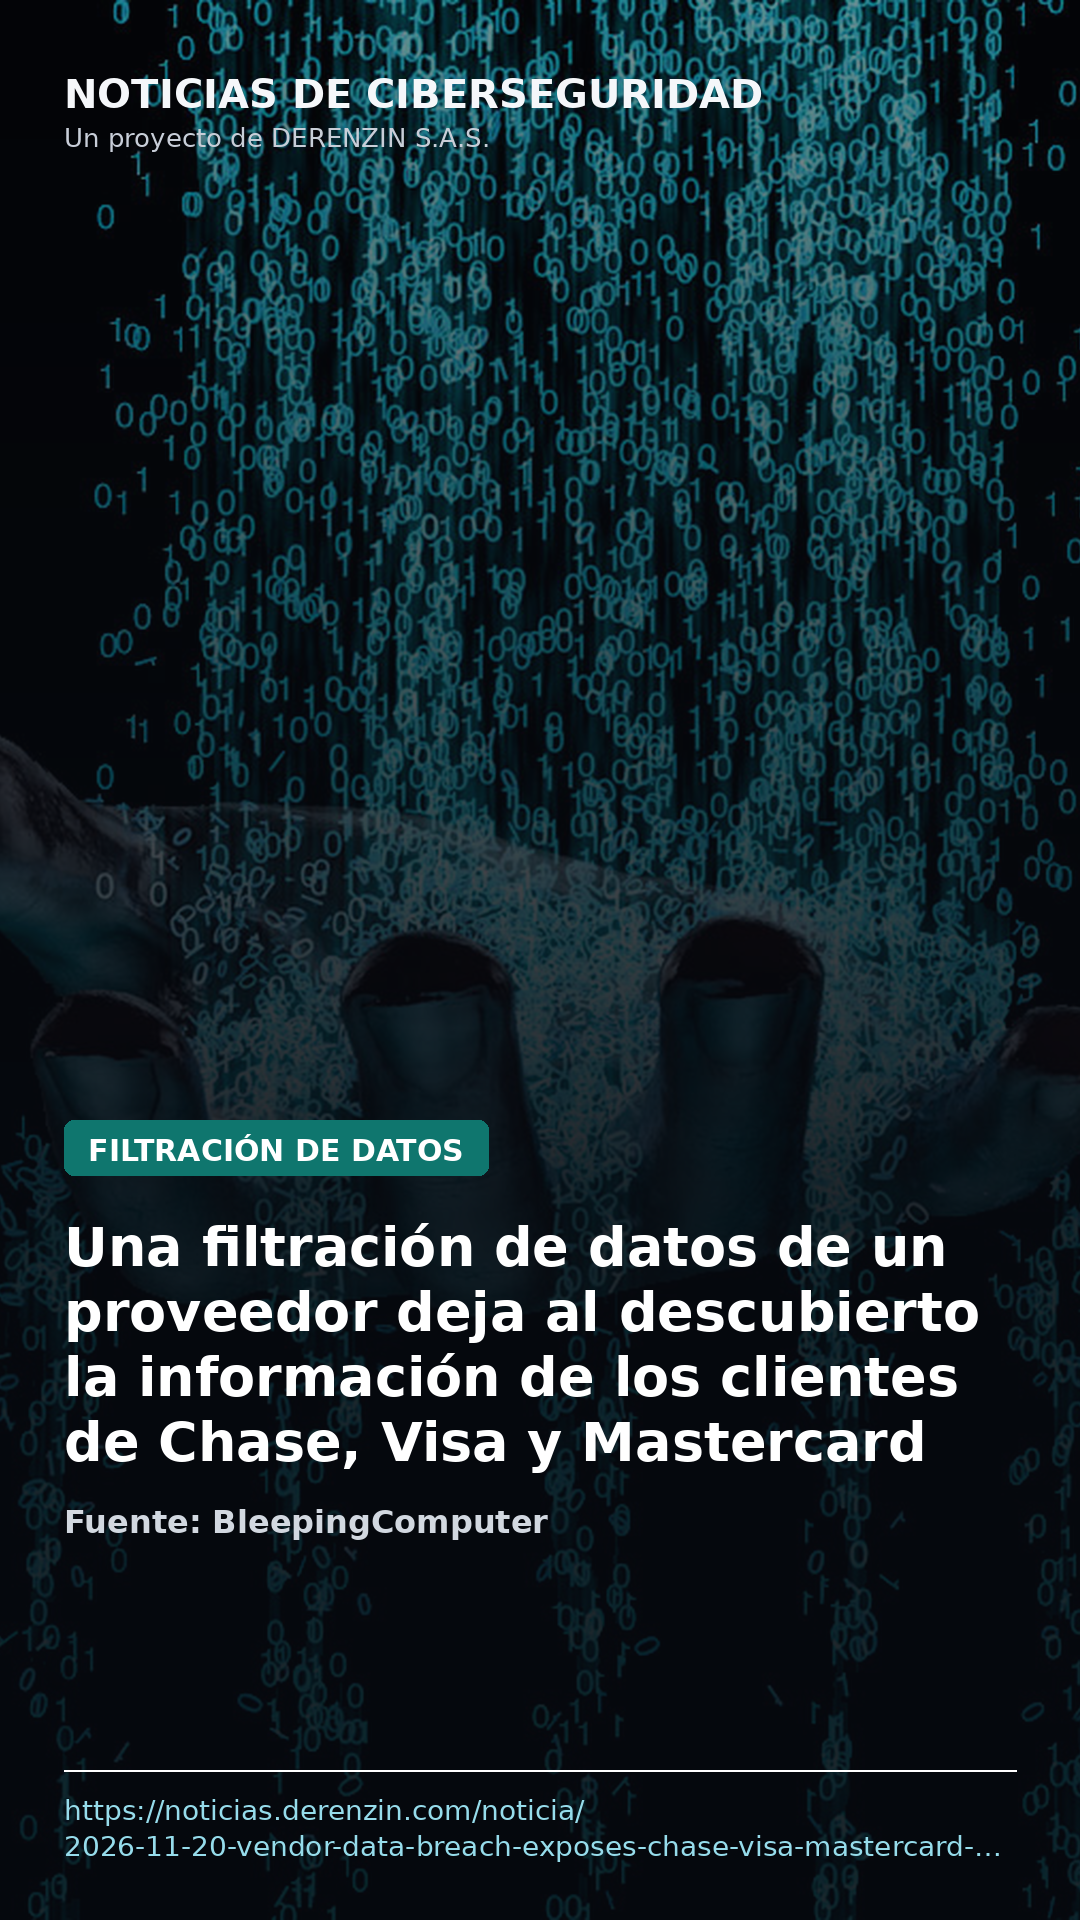 NOTICIAS DE CIBERSEGURIDAD
Un proyecto de DERENZIN S.A.S.
FILTRACIÓN DE DATOS
Una filtración de datos de un
proveedor deja al descubierto
la información de los clientes
de Chase, Visa y Mastercard
Fuente: BleepingComputer
https://noticias.derenzin.com/noticia/
2026-11-20-vendor-data-breach-exposes-chase-visa-mastercard-...